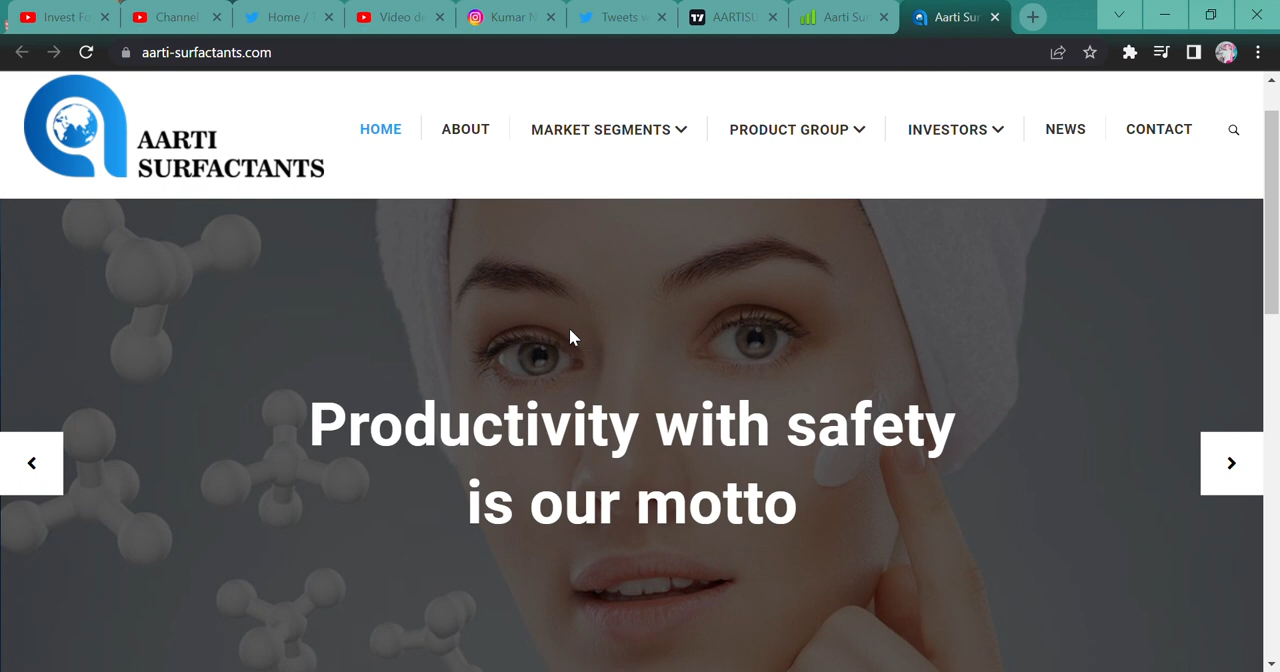 Invest Fo
Channel
Home / T
Video de
Kumar N
Tweets w
AARTISU
Aarti Sur
Aarti Sur
aarti-surfactants.com
AARTI
SURFACTANTS
HOME
ABOUT
MARKET SEGMENTS
PRODUCT GROUP
INVESTORS
NEWS
CONTACT
Productivity with safety
is our motto